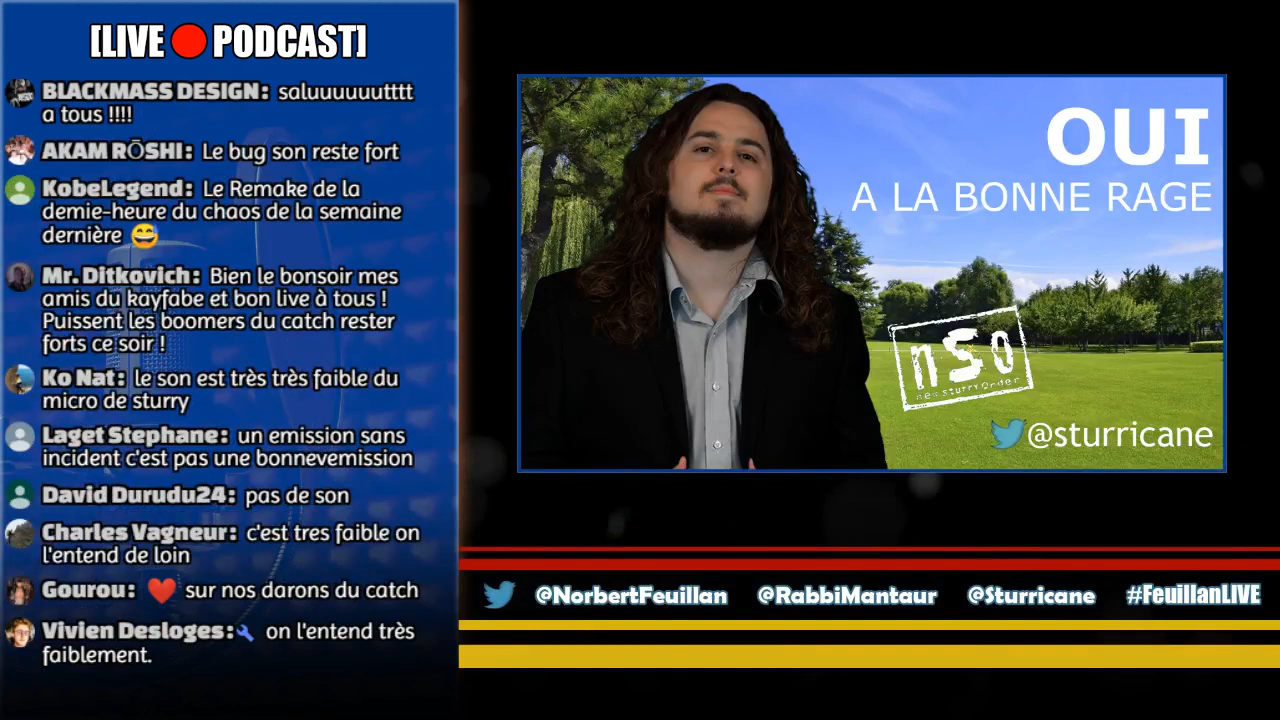 [LIVE 🔴 PODCAST]
BLACKMASS DESIGN: saluuuuuutttt
a tous !!!!
AKAM RŌSHI: Le bug son reste fort
KobeLegend: Le Remake de la
demie-heure du chaos de la semaine
dernière 😅
Mr. Ditkovich: Bien le bonsoir mes
amis du kayfabe et bon live à tous !
Puissent les boomers du catch rester
forts ce soir !
Ko Nat: le son est très très faible du
micro de sturry
Laget Stephane: un emission sans
incident c'est pas une bonnevemission
David Durudu24: pas de son
Charles Vagneur: c'est tres faible on
l'entend de loin
Gourou: ❤️ sur nos darons du catch
Vivien Desloges:🔧 on l'entend très
faiblement.
OUI
A LA BONNE RAGE
nSo
new sturry Order
@sturricane
@NorbertFeuillan @RabbiMantaur @Sturricane #FeuillanLIVE